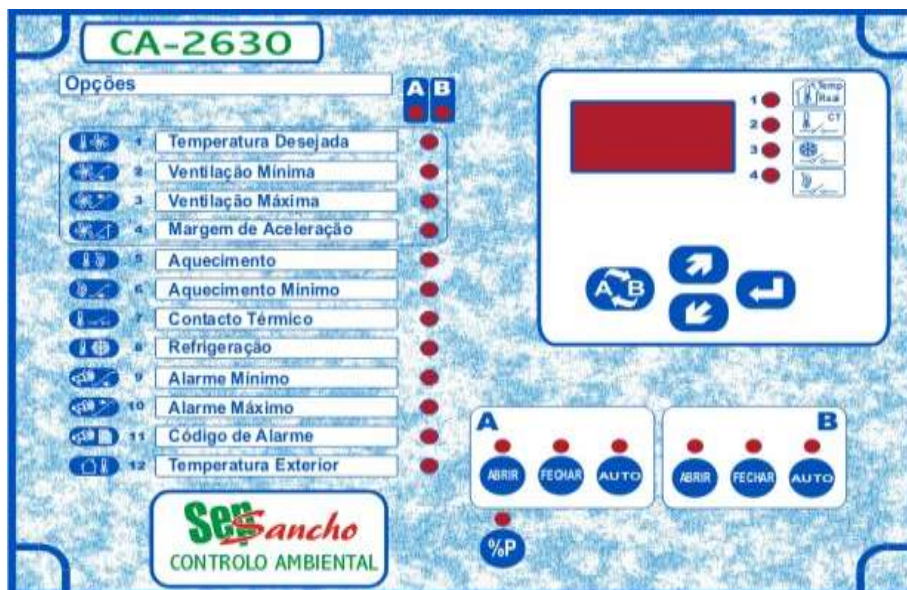 CA-2630
Opções
A B
1 Temperatura Desejada
2 Ventilação Mínima
3 Ventilação Máxima
4 Margem de Aceleração
5 Aquecimento
6 Aquecimento Mínimo
7 Contacto Térmico
8 Refrigeração
9 Alarme Mínimo
10 Alarme Máximo
11 Código de Alarme
12 Temperatura Exterior
Sancho
CONTROLO AMBIENTAL
1 Temp
Real
2 CT
3
4
A B
A
ABRIR FECHAR AUTO
B
ABRIR FECHAR AUTO
%P